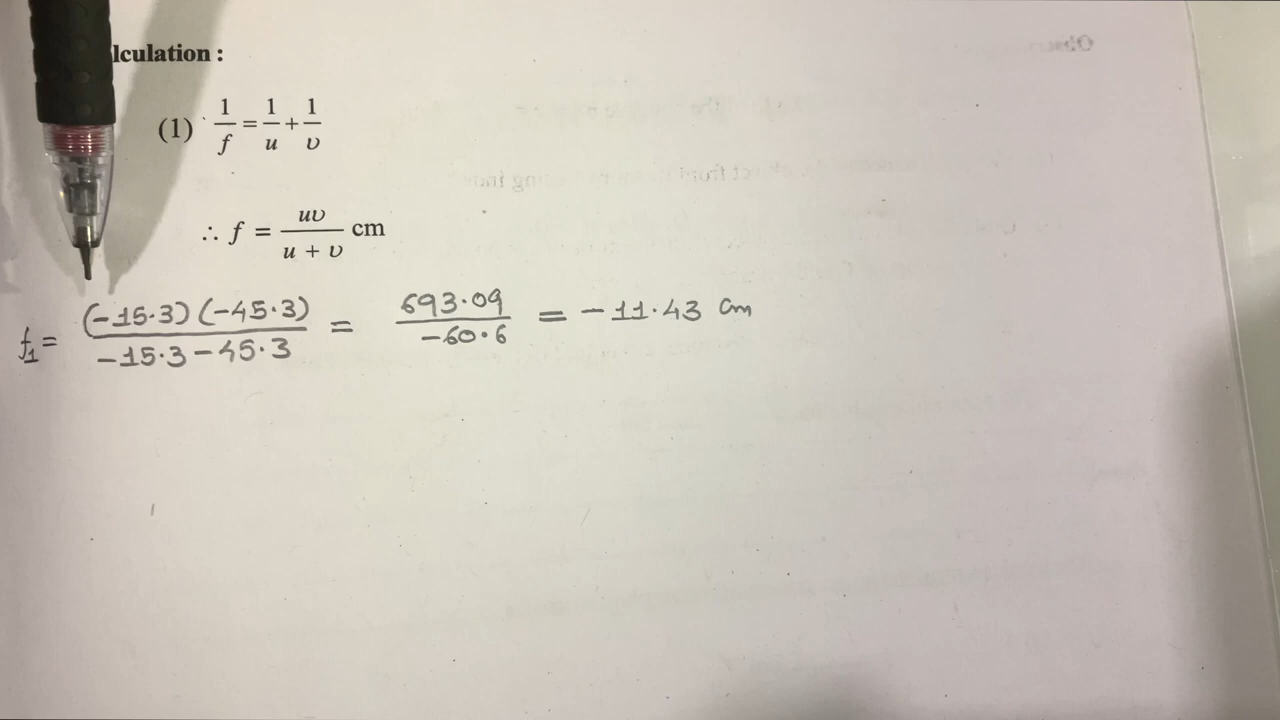 lculation :
(1) 1/f = 1/u + 1/υ
∴ f = uυ/(u + υ) cm
f₁ = (-15.3)(-45.3)/(-15.3-45.3) = 693.09/(-60.6) = -11.43 cm